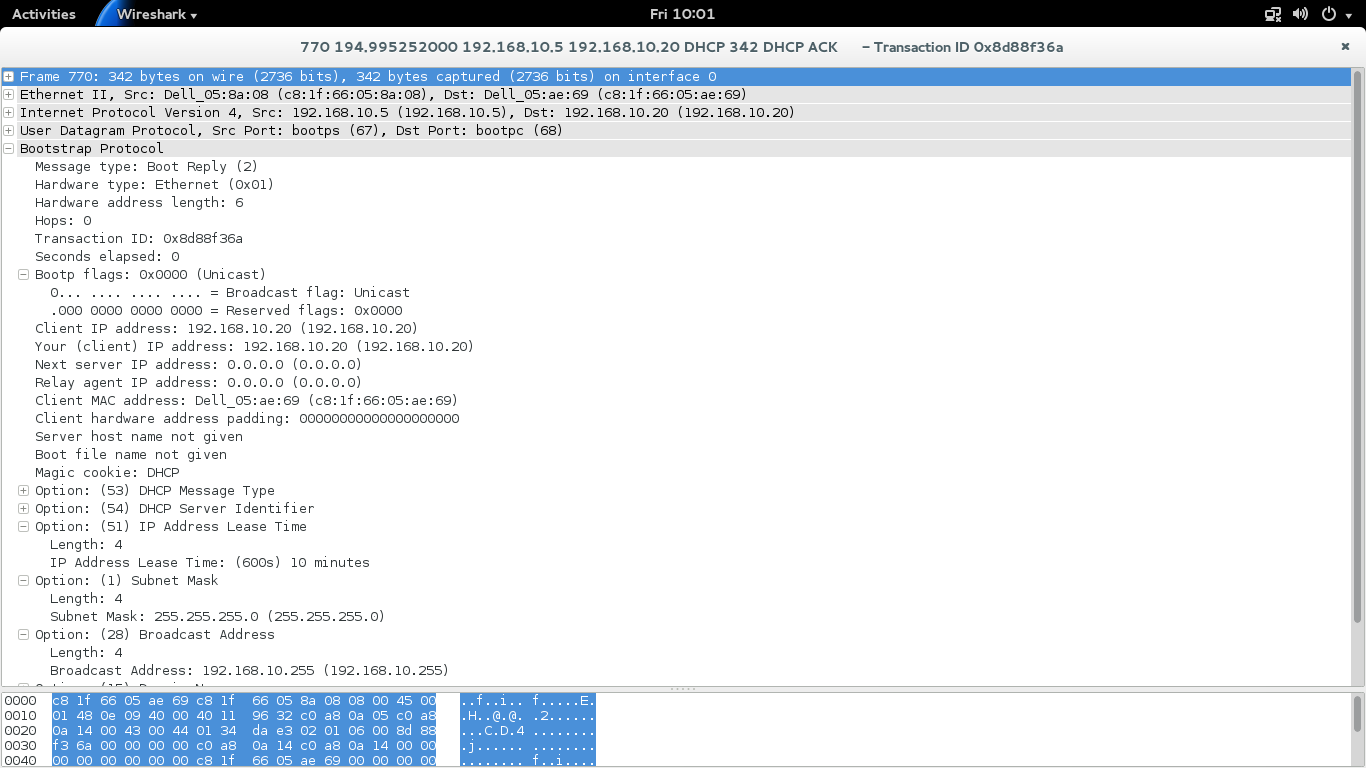 Activities Wireshark Fri 10:01
770 194.995252000 192.168.10.5 192.168.10.20 DHCP 342 DHCP ACK - Transaction ID 0x8d88f36a
Frame 770: 342 bytes on wire (2736 bits), 342 bytes captured (2736 bits) on interface 0
Ethernet II, Src: Dell_05:8a:08 (c8:1f:66:05:8a:08), Dst: Dell_05:ae:69 (c8:1f:66:05:ae:69)
Internet Protocol Version 4, Src: 192.168.10.5 (192.168.10.5), Dst: 192.168.10.20 (192.168.10.20)
User Datagram Protocol, Src Port: bootps (67), Dst Port: bootpc (68)
Bootstrap Protocol
Message type: Boot Reply (2)
Hardware type: Ethernet (0x01)
Hardware address length: 6
Hops: 0
Transaction ID: 0x8d88f36a
Seconds elapsed: 0
Bootp flags: 0x0000 (Unicast)
0... .... .... .... = Broadcast flag: Unicast
.000 0000 0000 0000 = Reserved flags: 0x0000
Client IP address: 192.168.10.20 (192.168.10.20)
Your (client) IP address: 192.168.10.20 (192.168.10.20)
Next server IP address: 0.0.0.0 (0.0.0.0)
Relay agent IP address: 0.0.0.0 (0.0.0.0)
Client MAC address: Dell_05:ae:69 (c8:1f:66:05:ae:69)
Client hardware address padding: 00000000000000000000
Server host name not given
Boot file name not given
Magic cookie: DHCP
Option: (53) DHCP Message Type
Option: (54) DHCP Server Identifier
Option: (51) IP Address Lease Time
Length: 4
IP Address Lease Time: (600s) 10 minutes
Option: (1) Subnet Mask
Length: 4
Subnet Mask: 255.255.255.0 (255.255.255.0)
Option: (28) Broadcast Address
Length: 4
Broadcast Address: 192.168.10.255 (192.168.10.255)
0000 c8 1f 66 05 ae 69 c8 1f 66 05 8a 08 08 00 45 00 ..f..i.. f.....E.
0010 01 48 0e 09 40 00 40 11 96 32 c0 a8 0a 05 c0 a8 .H..@.@. .2......
0020 0a 14 00 43 00 44 01 34 da e3 02 01 06 00 8d 88 ...C.D.4 ........
0030 f3 6a 00 00 00 00 c0 a8 0a 14 c0 a8 0a 14 00 00 .j...... ........
0040 00 00 00 00 00 00 c8 1f 66 05 ae 69 00 00 00 00 ........ f..i....